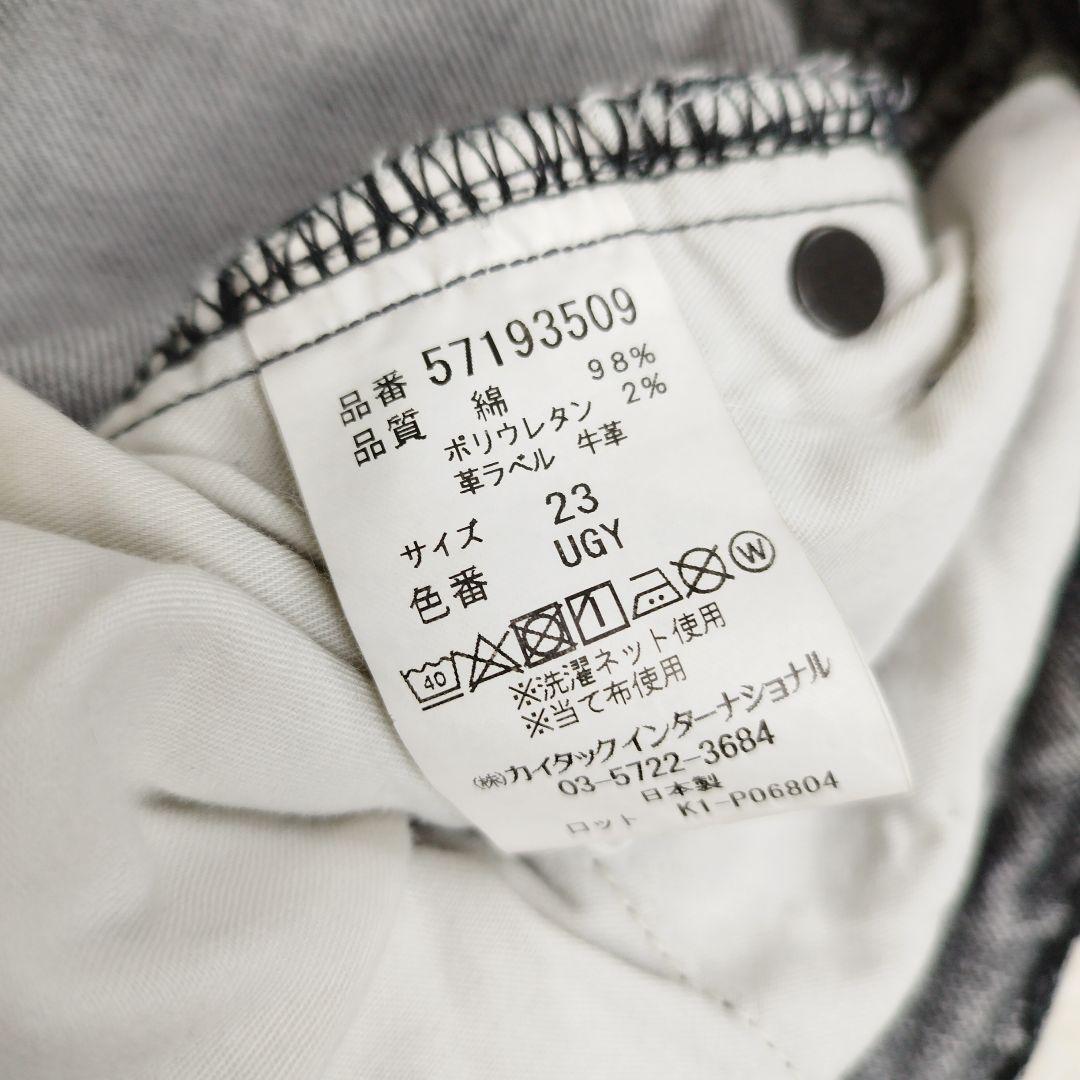 品番 57193509
品質 綿 98%
ポリウレタン 2%
革ラベル 牛革
サイズ 23
色番 UGY
40 W
※洗濯ネット使用
※当て布使用
(株)カイタックインターナショナル
03-5722-3684
日本製
ロット K1-P06804